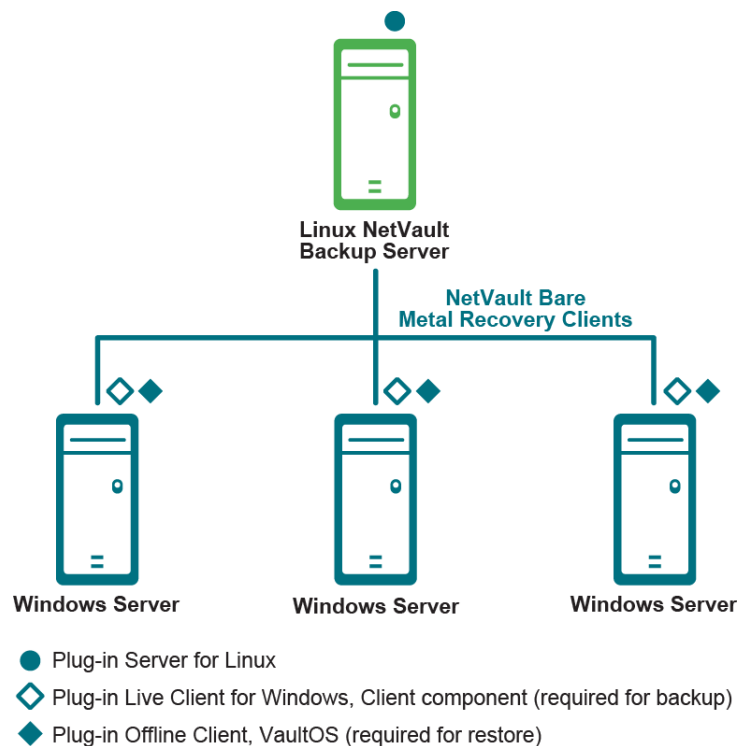 Linux NetVault
Backup Server
NetVault Bare
Metal Recovery Clients
Windows Server
Windows Server
Windows Server
Plug-in Server for Linux
Plug-in Live Client for Windows, Client component (required for backup)
Plug-in Offline Client, VaultOS (required for restore)